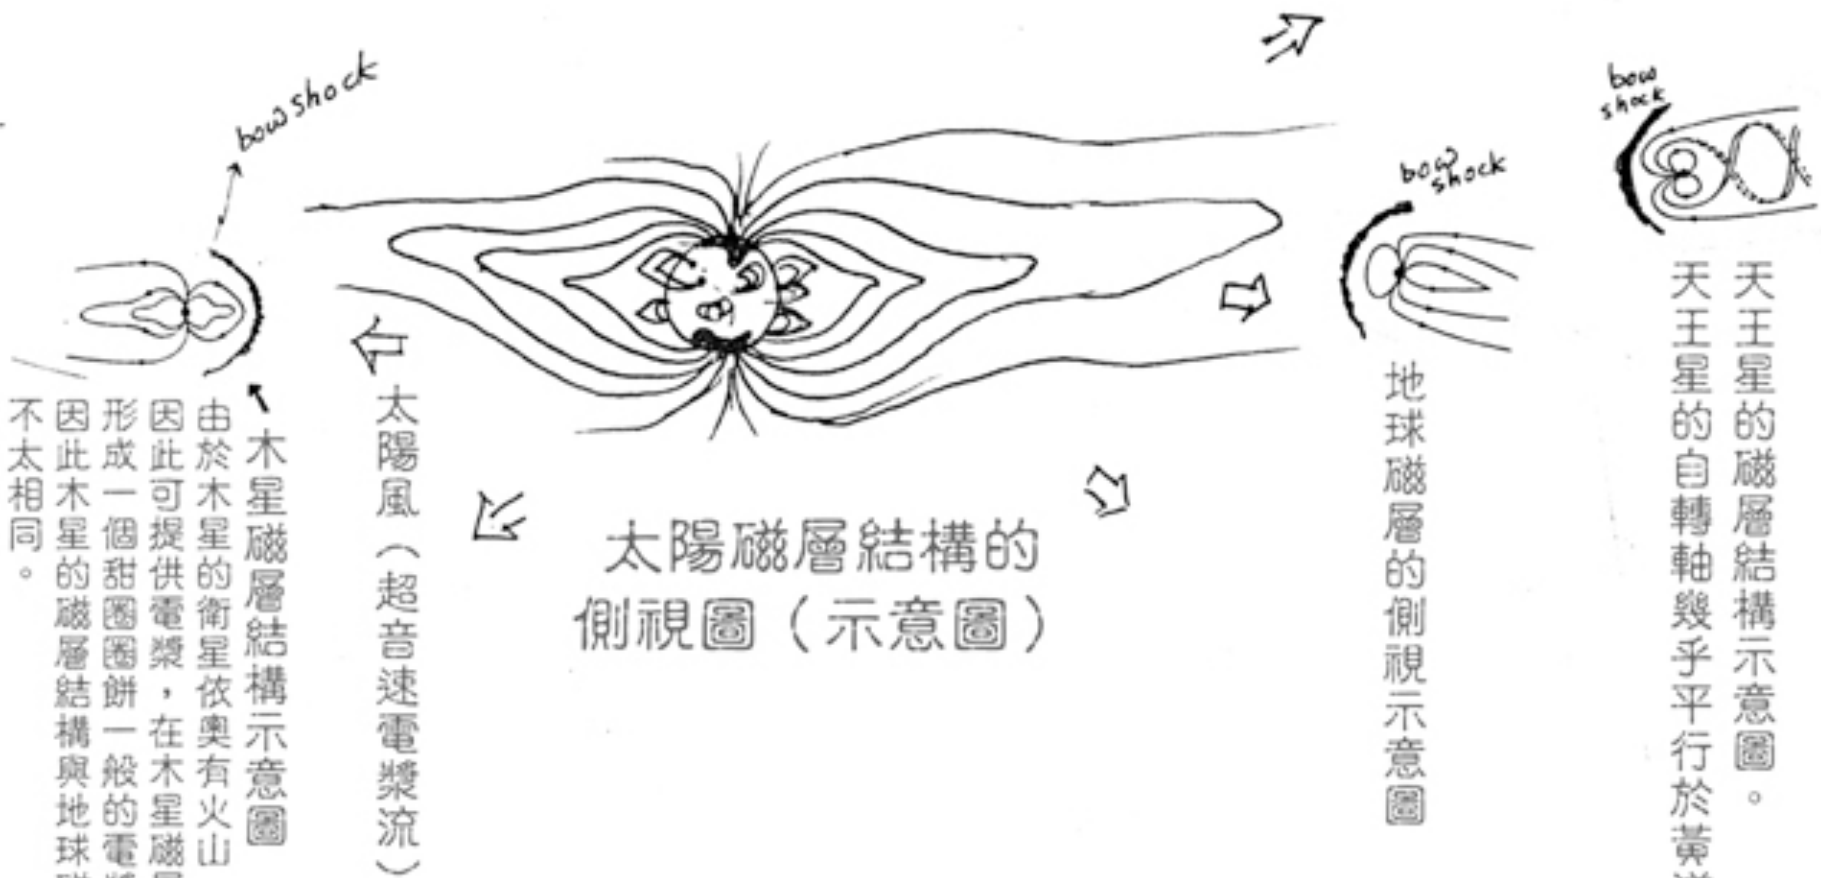 bow shock
bow
shock
bow
shock
天王星的磁層結構示意圖。
天王星的自轉軸幾乎平行於黃
地球磁層的側視示意圖
太陽磁層結構的
側視圖（示意圖）
太陽風（超音速電漿流）
木星磁層結構示意圖
由於木星的衛星依奧有火山
因此可提供電漿，在木星磁層
形成一個甜圈圈餅一般的電漿
因此木星的磁層結構與地球磁
不太相同。